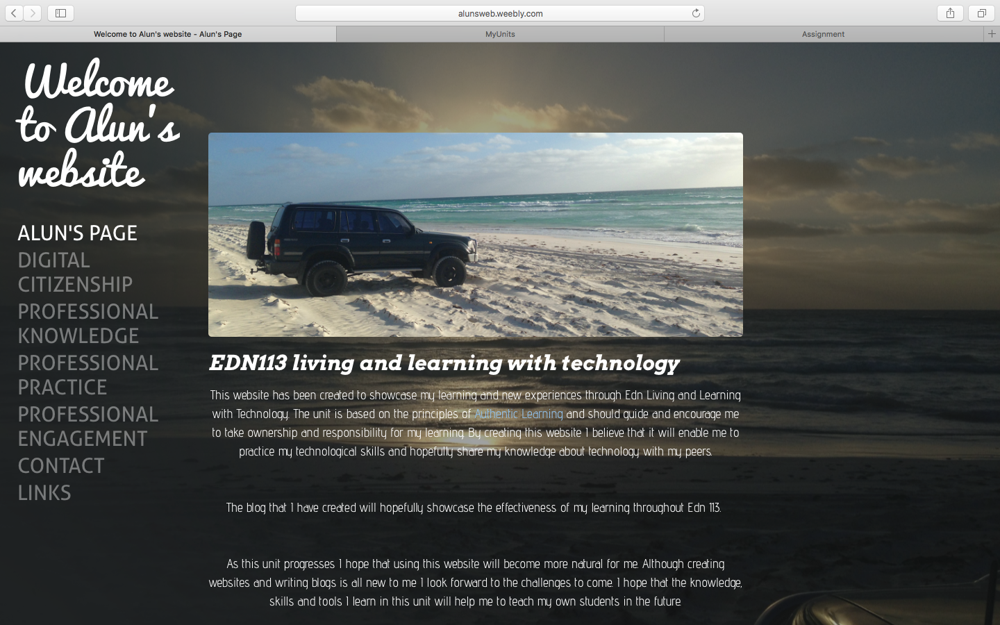 alunsweb.weebly.com
Welcome to Alun's website - Alun's Page
MyUnits
Assignment
Welcome
to Alun's
website
ALUN'S PAGE
DIGITAL
CITIZENSHIP
PROFESSIONAL
KNOWLEDGE
PROFESSIONAL
PRACTICE
PROFESSIONAL
ENGAGEMENT
CONTACT
LINKS
EDN113 living and learning with technology
This website has been created to showcase my learning and new experiences through Edn Living and Learning
with Technology. The unit is based on the principles of Authentic Learning and should guide and encourage me
to take ownership and responsibility for my learning. By creating this website I believe that it will enable me to
practice my technological skills and hopefully share my knowledge about technology with my peers.
The blog that I have created will hopefully showcase the effectiveness of my learning throughout Edn 113.
As this unit progresses I hope that using this website will become more natural for me. Although creating
websites and writing blogs is all new to me I look forward to the challenges to come. I hope that the knowledge,
skills and tools I learn in this unit will help me to teach my own students in the future.